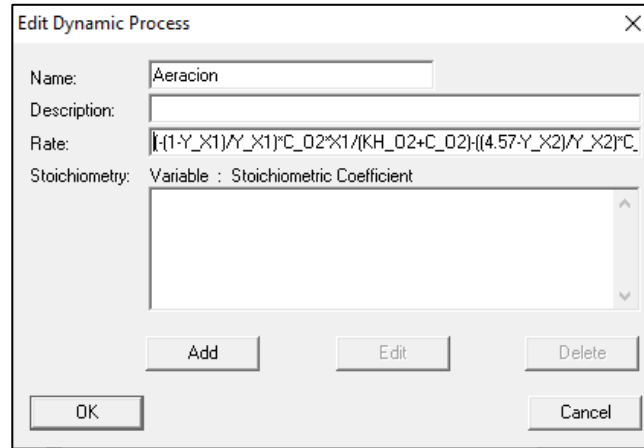 Edit Dynamic Process
Name: Aeracion
Description:
Rate: (-(1-Y_X1)/Y_X1)*C_O2*X1/(KH_O2+C_O2)-((4.57-Y_X2)/Y_X2)*C_
Stoichiometry: Variable : Stoichiometric Coefficient
Add Edit Delete
OK Cancel